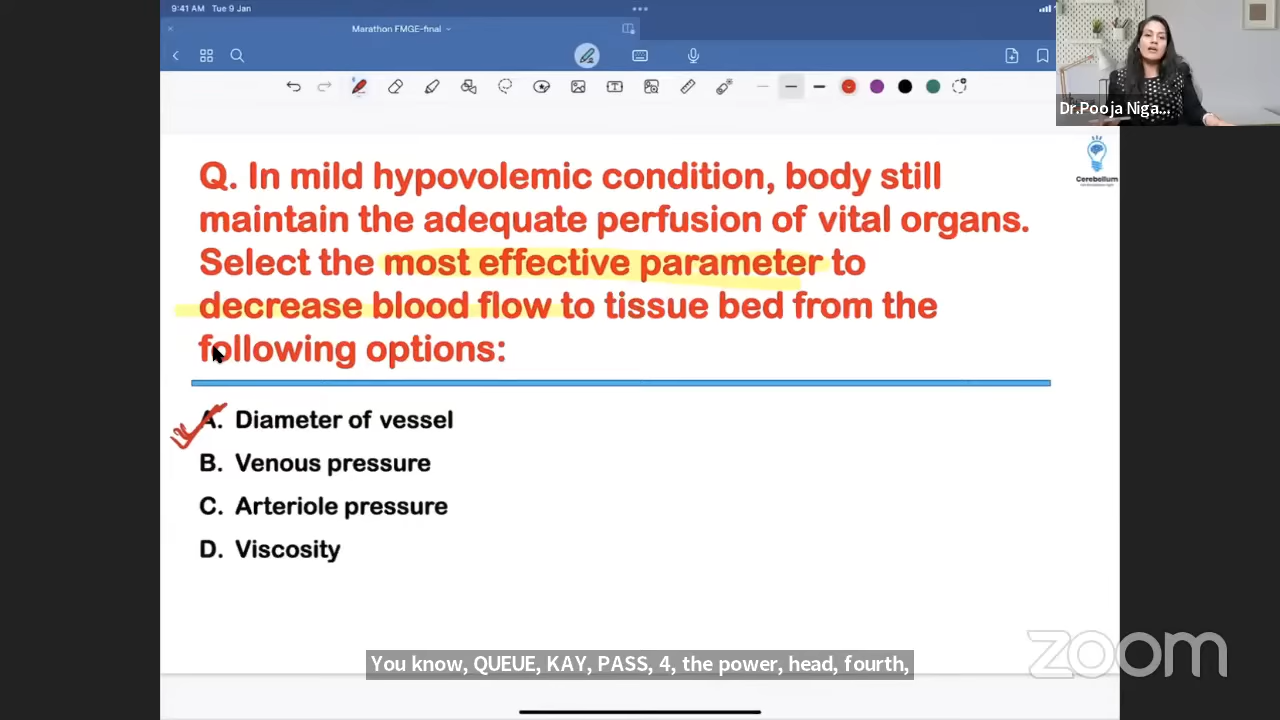 9:41 AM Tue 9 Jan
Marathon FMGE-final
Dr.Pooja Niga...
Cerebellum
Q. In mild hypovolemic condition, body still
maintain the adequate perfusion of vital organs.
Select the most effective parameter to
decrease blood flow to tissue bed from the
following options:
A. Diameter of vessel
B. Venous pressure
C. Arteriole pressure
D. Viscosity
You know, QUEUE, KAY, PASS, 4, the power, head, fourth,
zoom